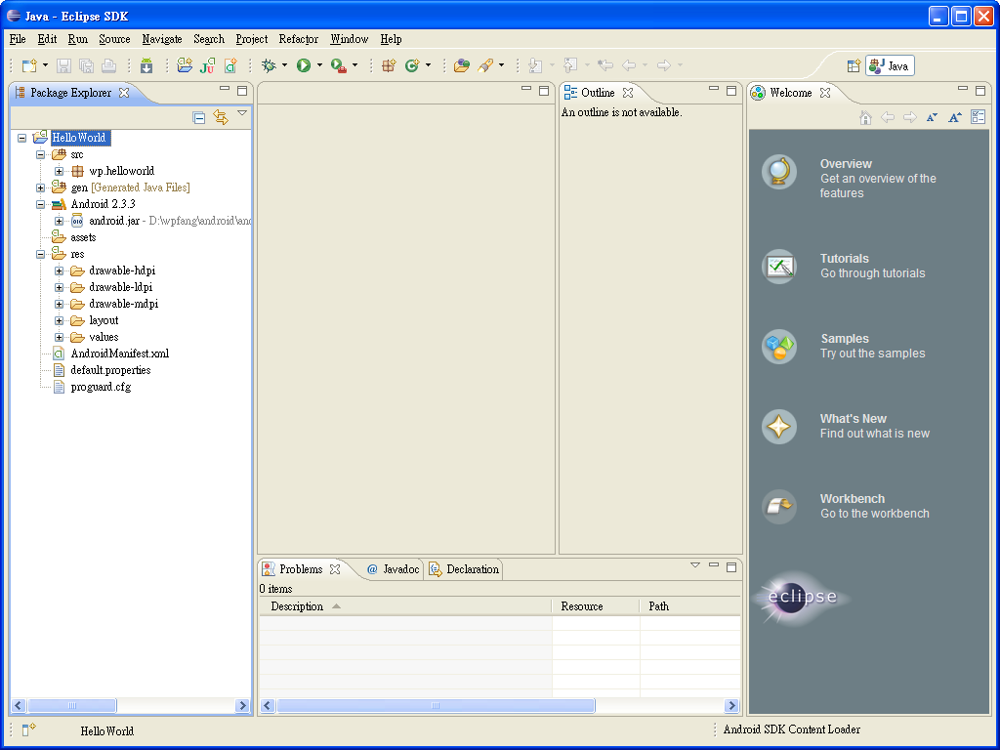 Java - Eclipse SDK
File Edit Run Source Navigate Search Project Refactor Window Help
Java
Package Explorer
HelloWorld
src
wp.helloworld
gen [Generated Java Files]
Android 2.3.3
android.jar - D:\wpfang\android\and
assets
res
drawable-hdpi
drawable-ldpi
drawable-mdpi
layout
values
AndroidManifest.xml
default.properties
proguard.cfg
Outline
An outline is not available.
Welcome
Overview
Get an overview of the
features
Tutorials
Go through tutorials
Samples
Try out the samples
What's New
Find out what is new
Workbench
Go to the workbench
eclipse
Problems @ Javadoc Declaration
0 items
Description Resource Path
HelloWorld
Android SDK Content Loader